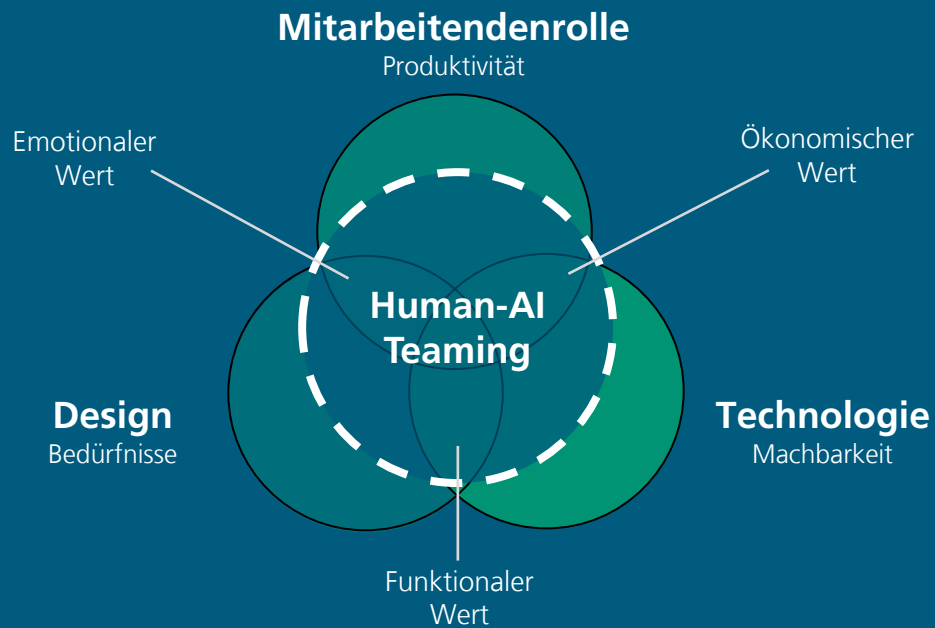 Mitarbeitendenrolle
Produktivität
Emotionaler
Wert
Ökonomischer
Wert
Human-AI
Teaming
Design
Bedürfnisse
Technologie
Machbarkeit
Funktionaler
Wert